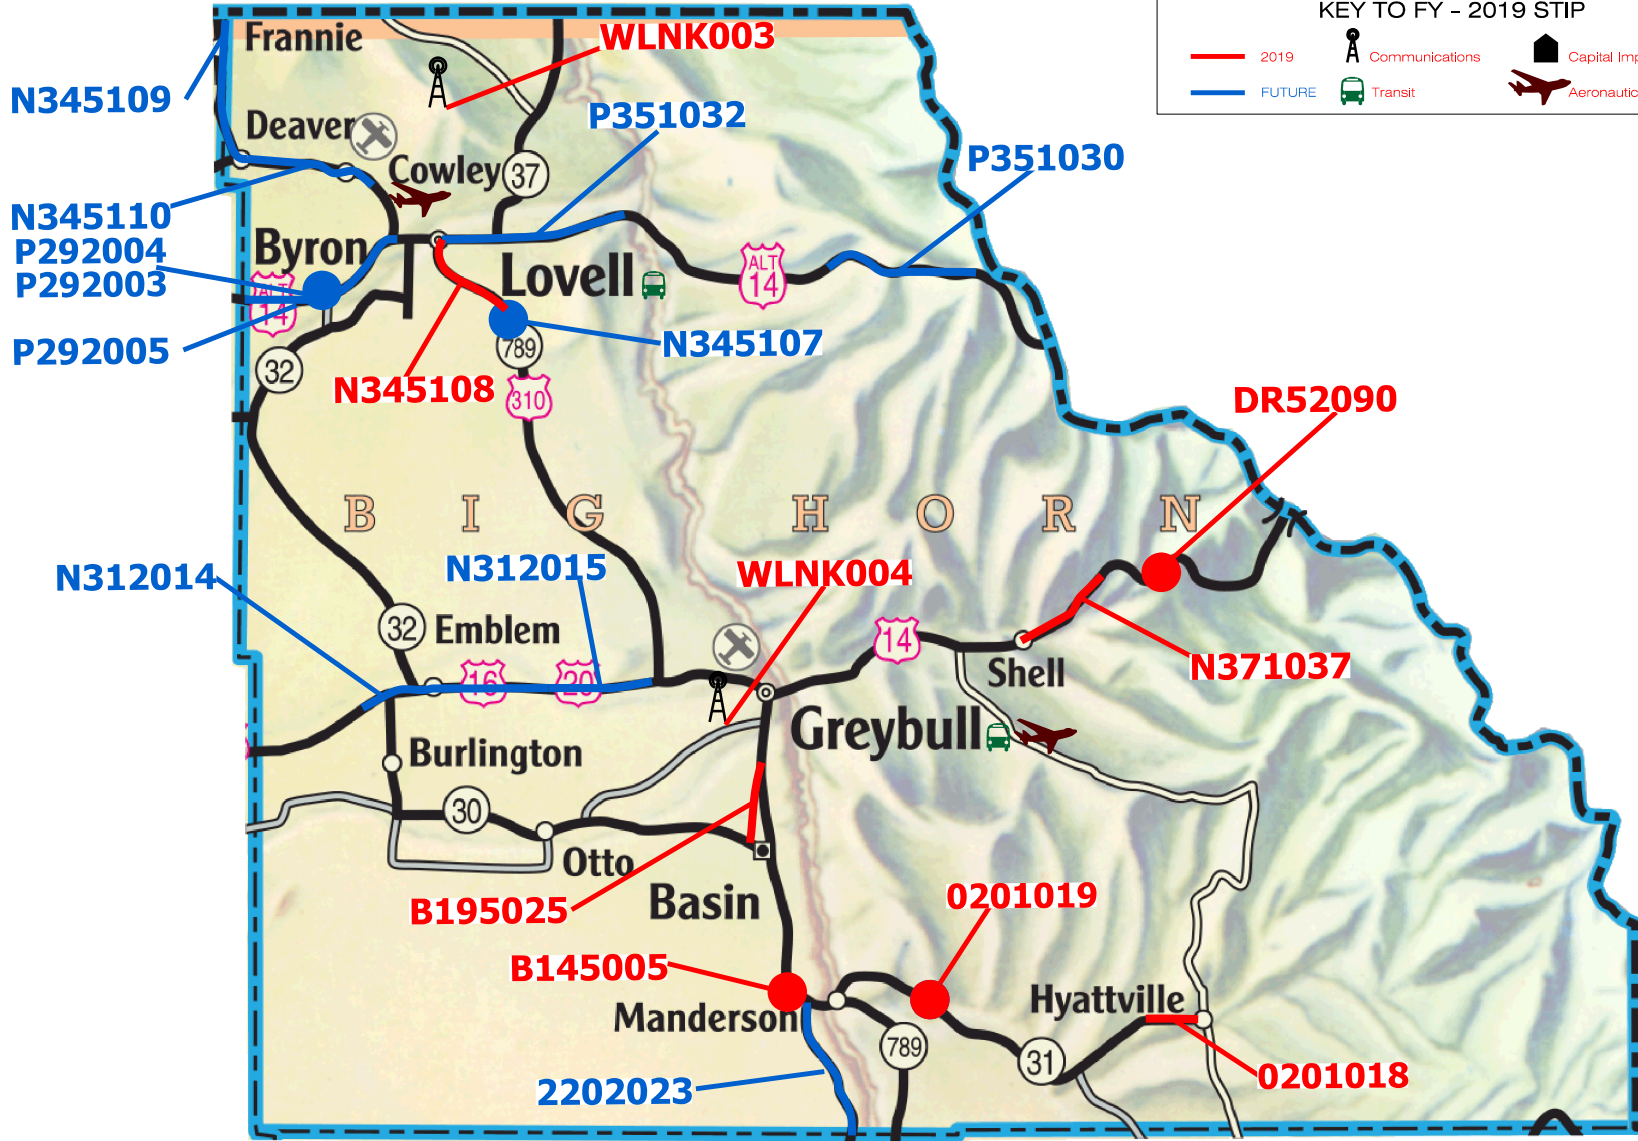 KEY TO FY - 2019 STIP
2019
Communications
Capital Imp
FUTURE
Transit
Aeronautic
Frannie
WLNK003
N345109
P351032
Deaver
P351030
Cowley
37
N345110
Byron
P292004
P292003
Lovell
ALT
14
ALT
14
P292005
N345107
789
32
N345108
310
DR52090
B I G H O R N
N312014
N312015
WLNK004
32
Emblem
14
16
20
Shell
N371037
Greybull
Burlington
30
Otto
Basin
B195025
0201019
B145005
Hyattville
Manderson
789
31
2202023
0201018